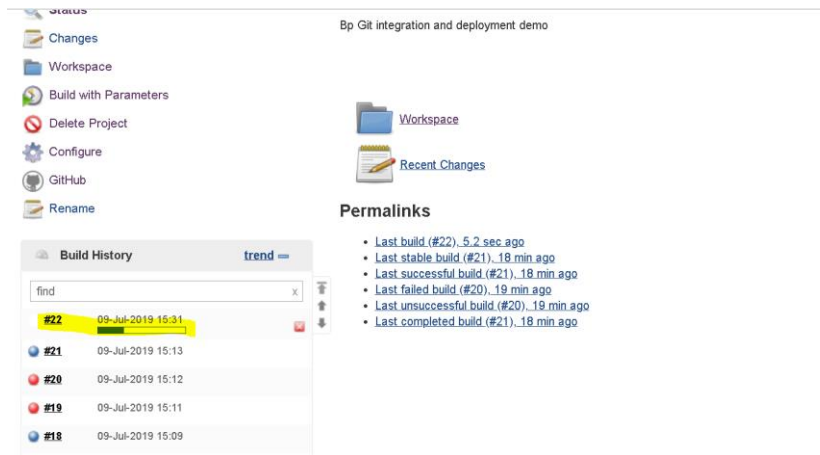 Status
Changes
Workspace
Build with Parameters
Delete Project
Configure
GitHub
Rename
Build History trend
find x
#22 09-Jul-2019 15:31
#21 09-Jul-2019 15:13
#20 09-Jul-2019 15:12
#19 09-Jul-2019 15:11
#18 09-Jul-2019 15:09
Bp Git integration and deployment demo
Workspace
Recent Changes
Permalinks
Last build (#22), 5.2 sec ago
Last stable build (#21), 18 min ago
Last successful build (#21), 18 min ago
Last failed build (#20), 19 min ago
Last unsuccessful build (#20), 19 min ago
Last completed build (#21), 18 min ago